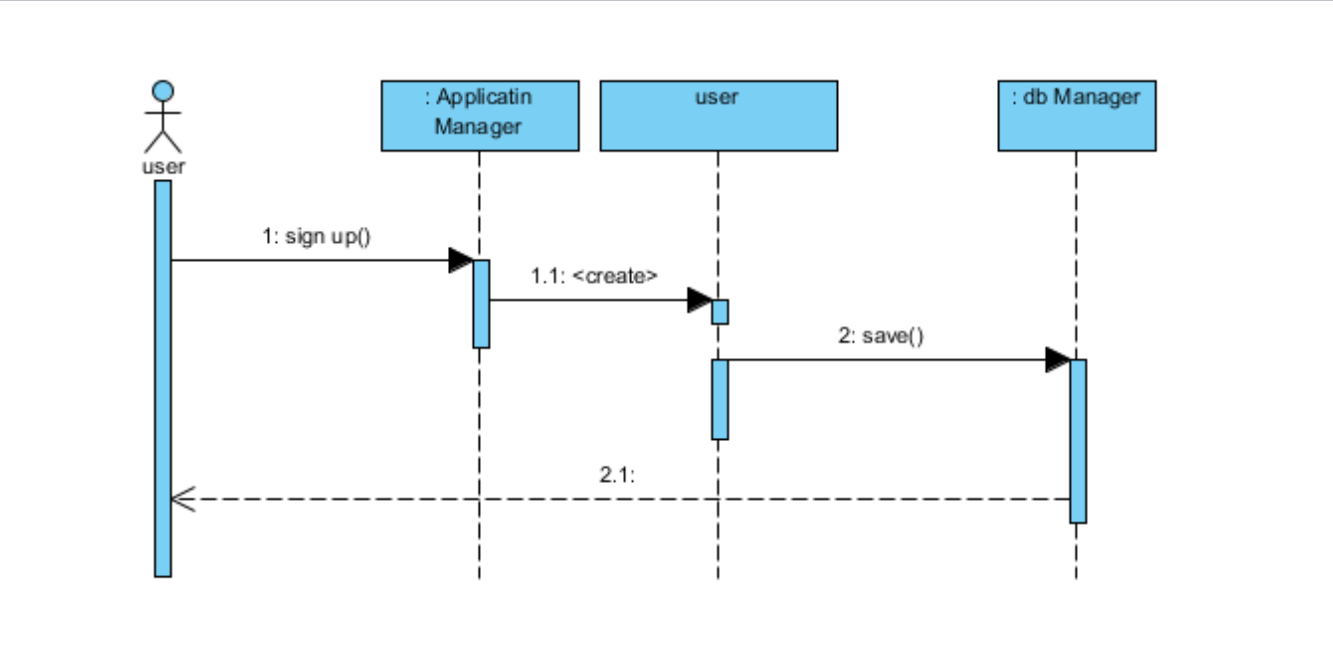 : Applicatin
Manager
user
: db Manager
user
1: sign up()
1.1: <create>
2: save()
2.1: